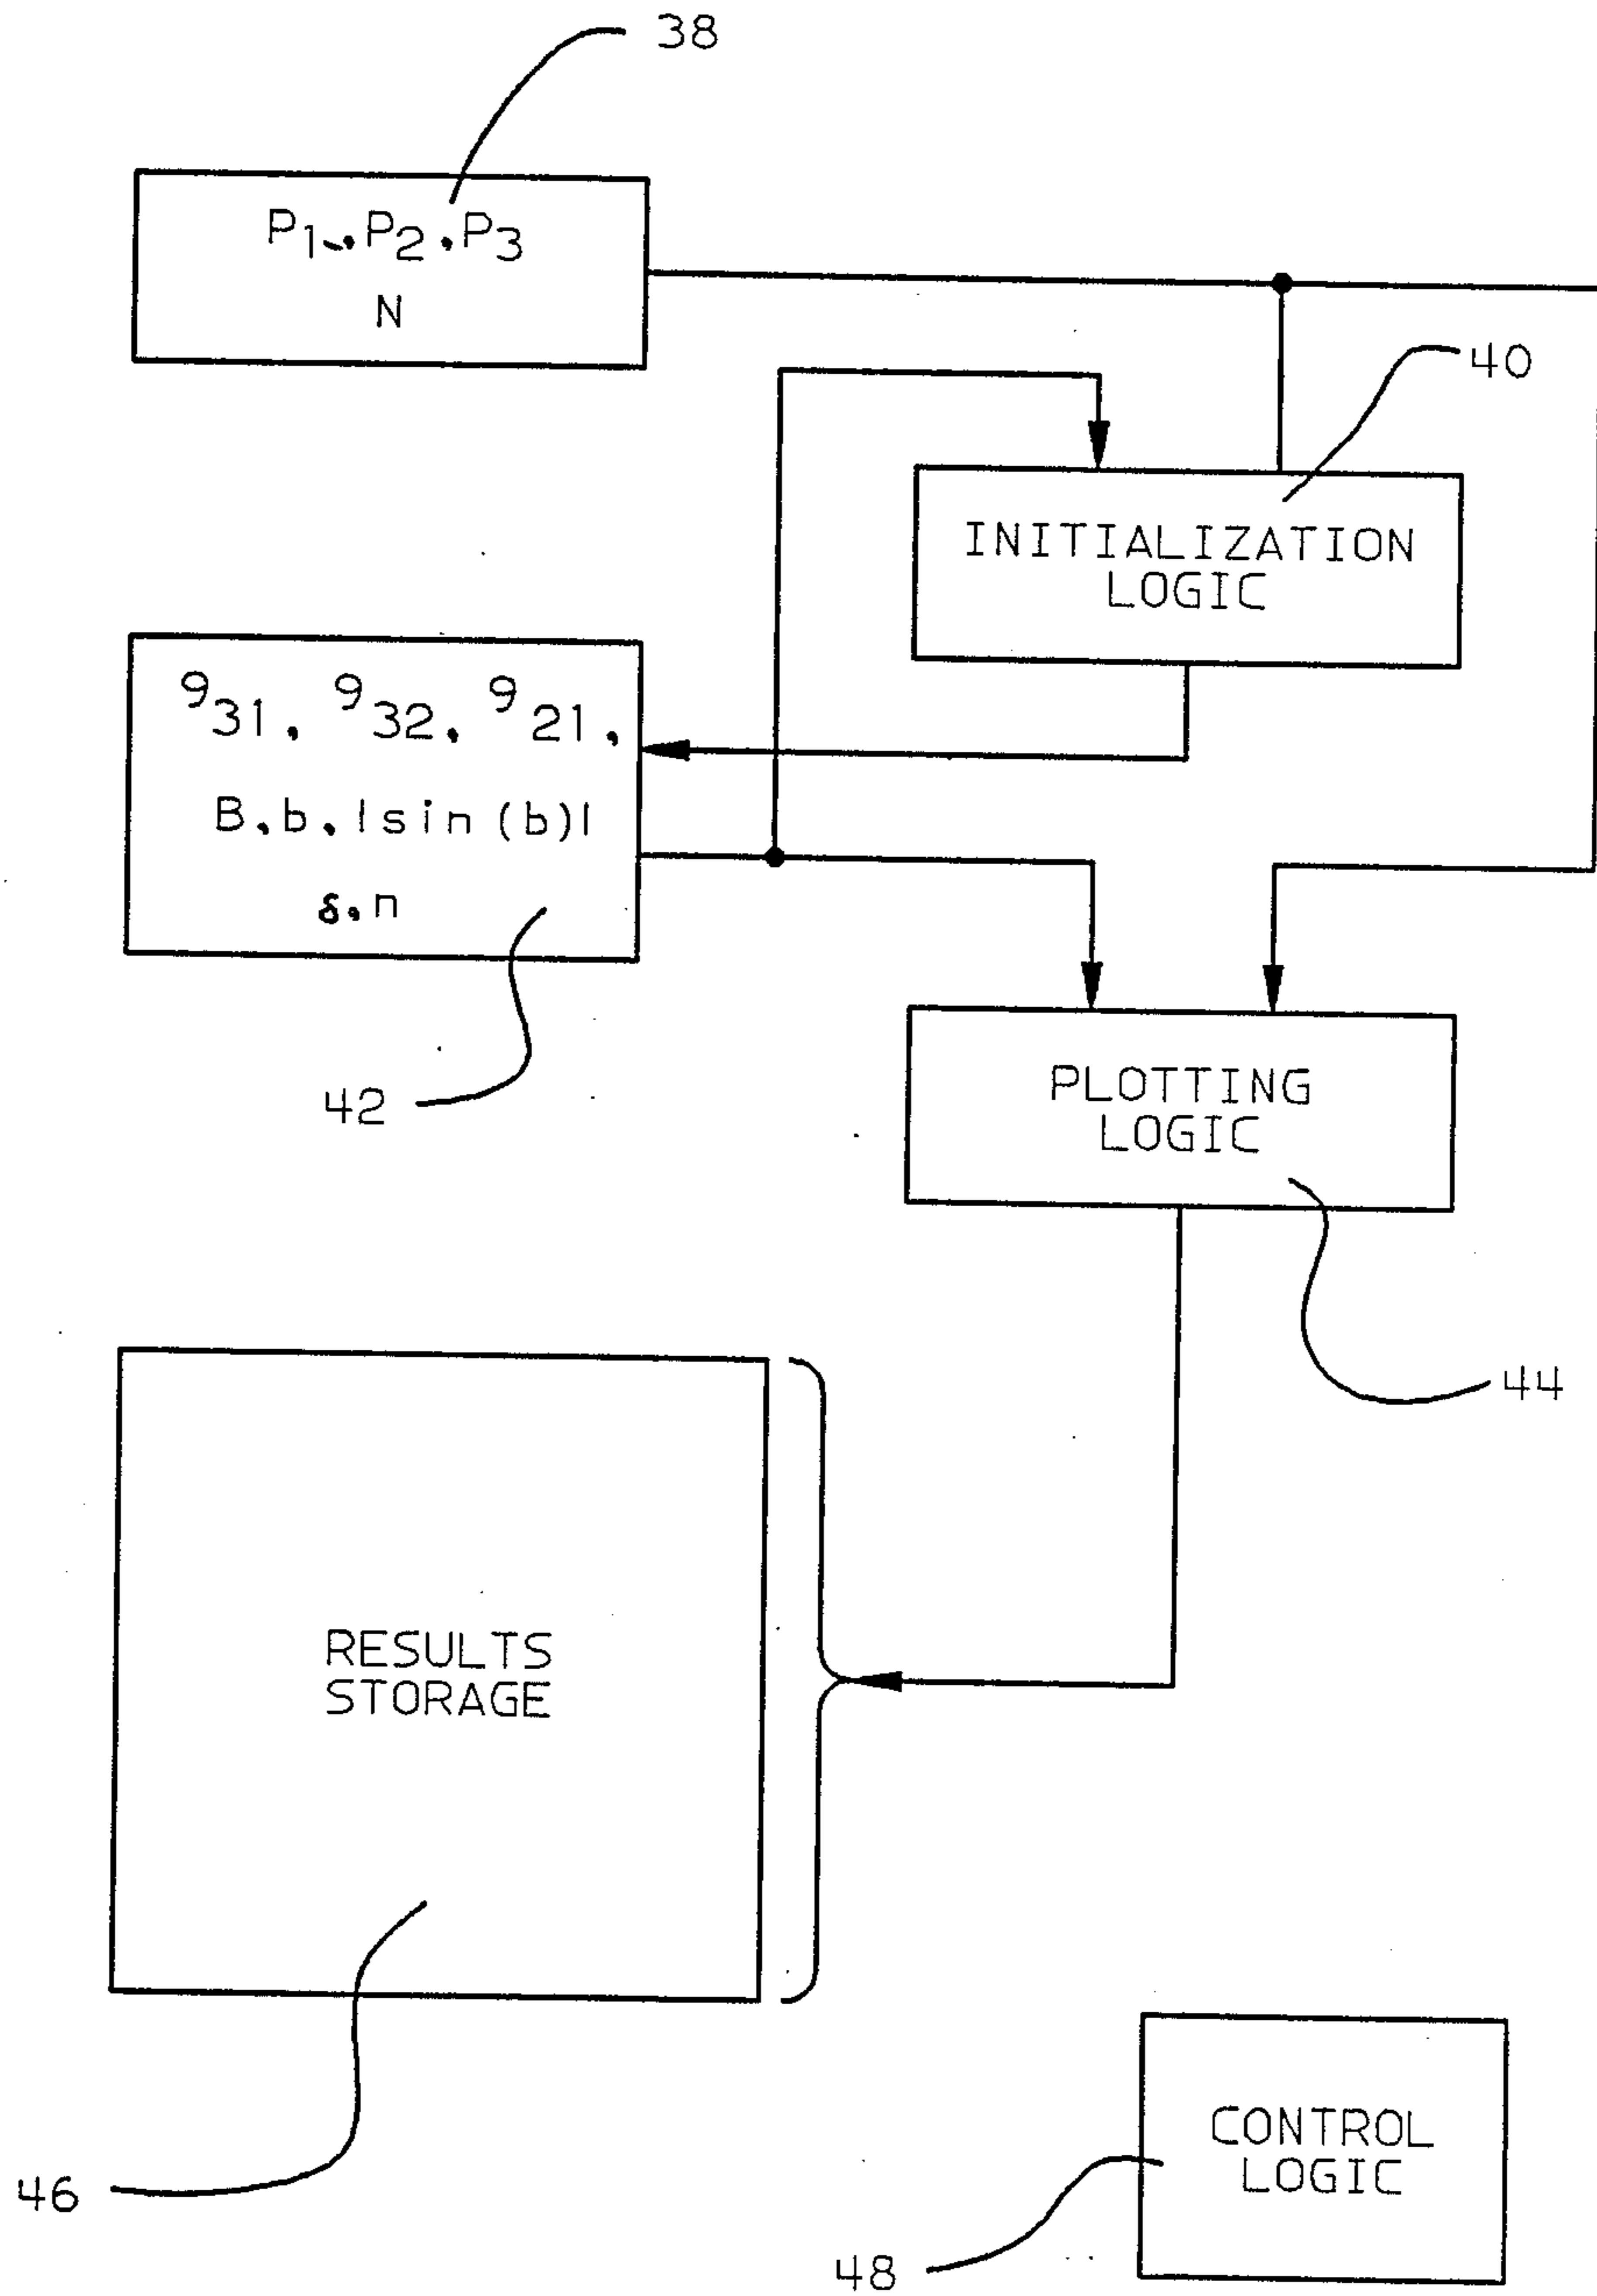 38
P1, P2, P3
N
40
INITIALIZATION
LOGIC
g31, g32, g21,
B, b, |sin (b)|
δ, n
42
PLOTTING
LOGIC
44
RESULTS
STORAGE
46
CONTROL
LOGIC
48